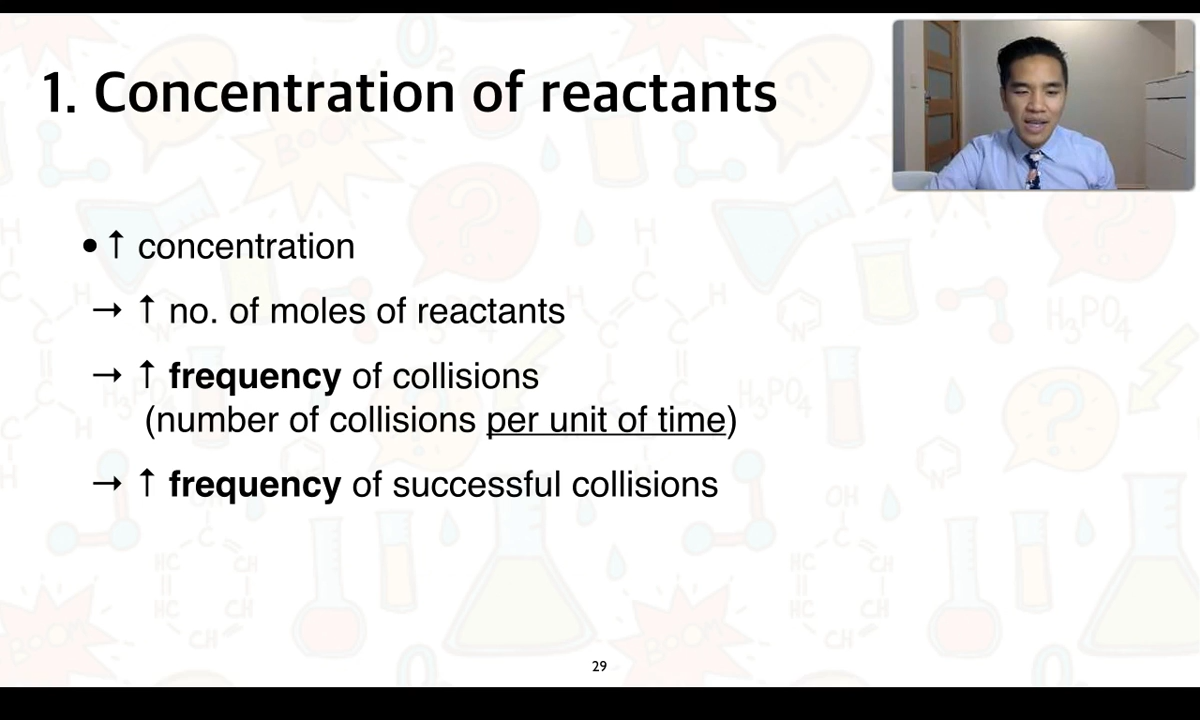 1. Concentration of reactants
• ↑ concentration
→ ↑ no. of moles of reactants
→ ↑ frequency of collisions
(number of collisions per unit of time)
→ ↑ frequency of successful collisions
29